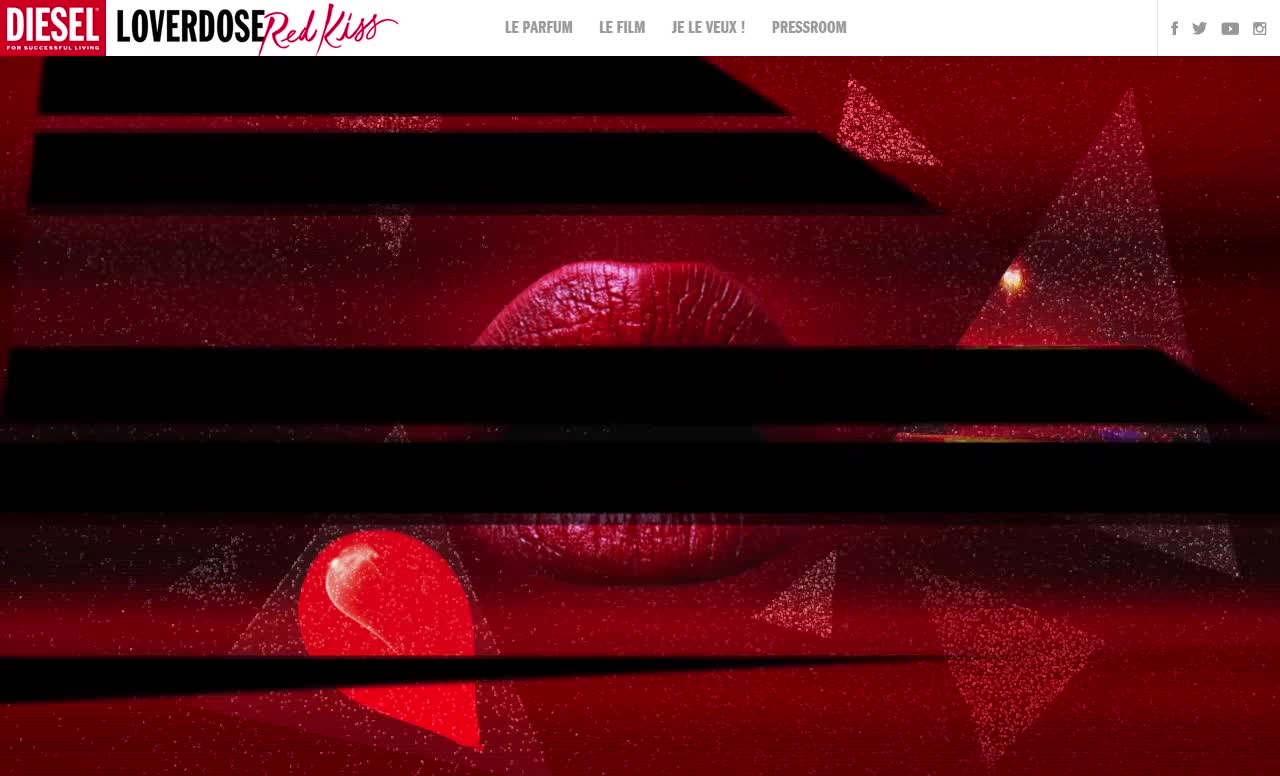 DIESEL
FOR SUCCESSFUL LIVING
LOVERDOSE Red Kiss
LE PARFUM LE FILM JE LE VEUX ! PRESSROOM